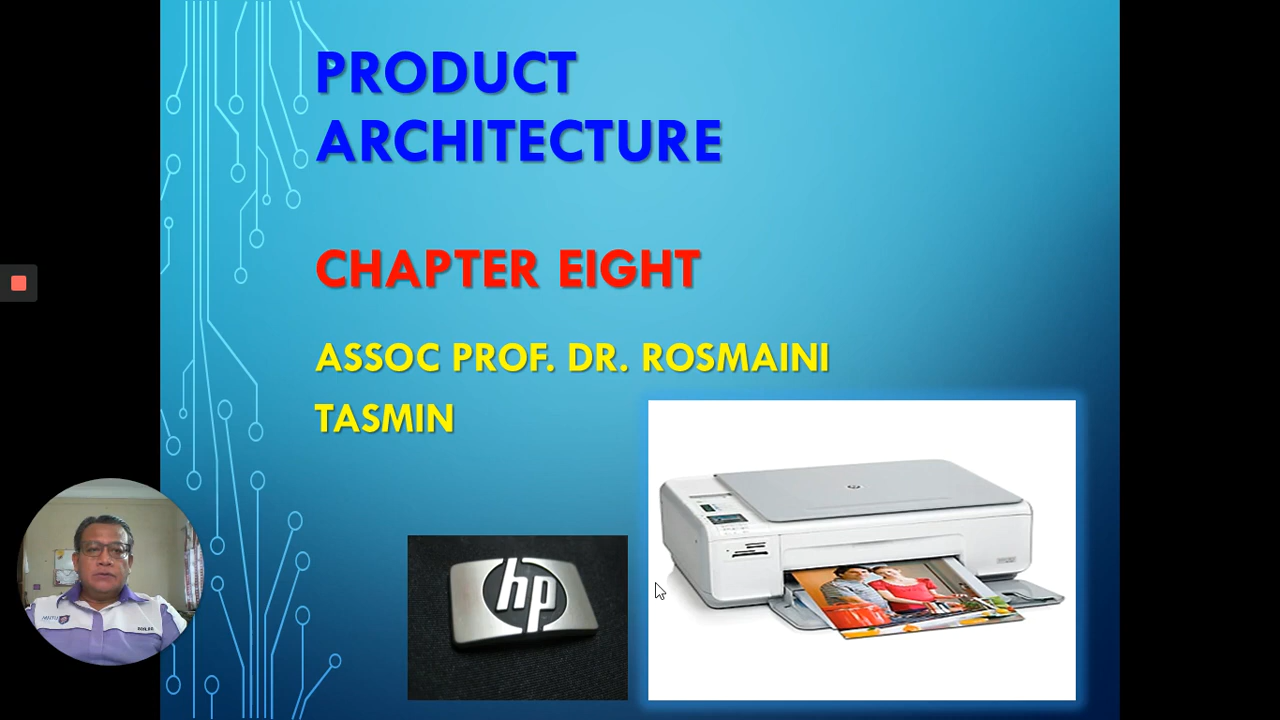 PRODUCT
ARCHITECTURE
CHAPTER EIGHT
ASSOC PROF. DR. ROSMAINI
TASMIN
hp